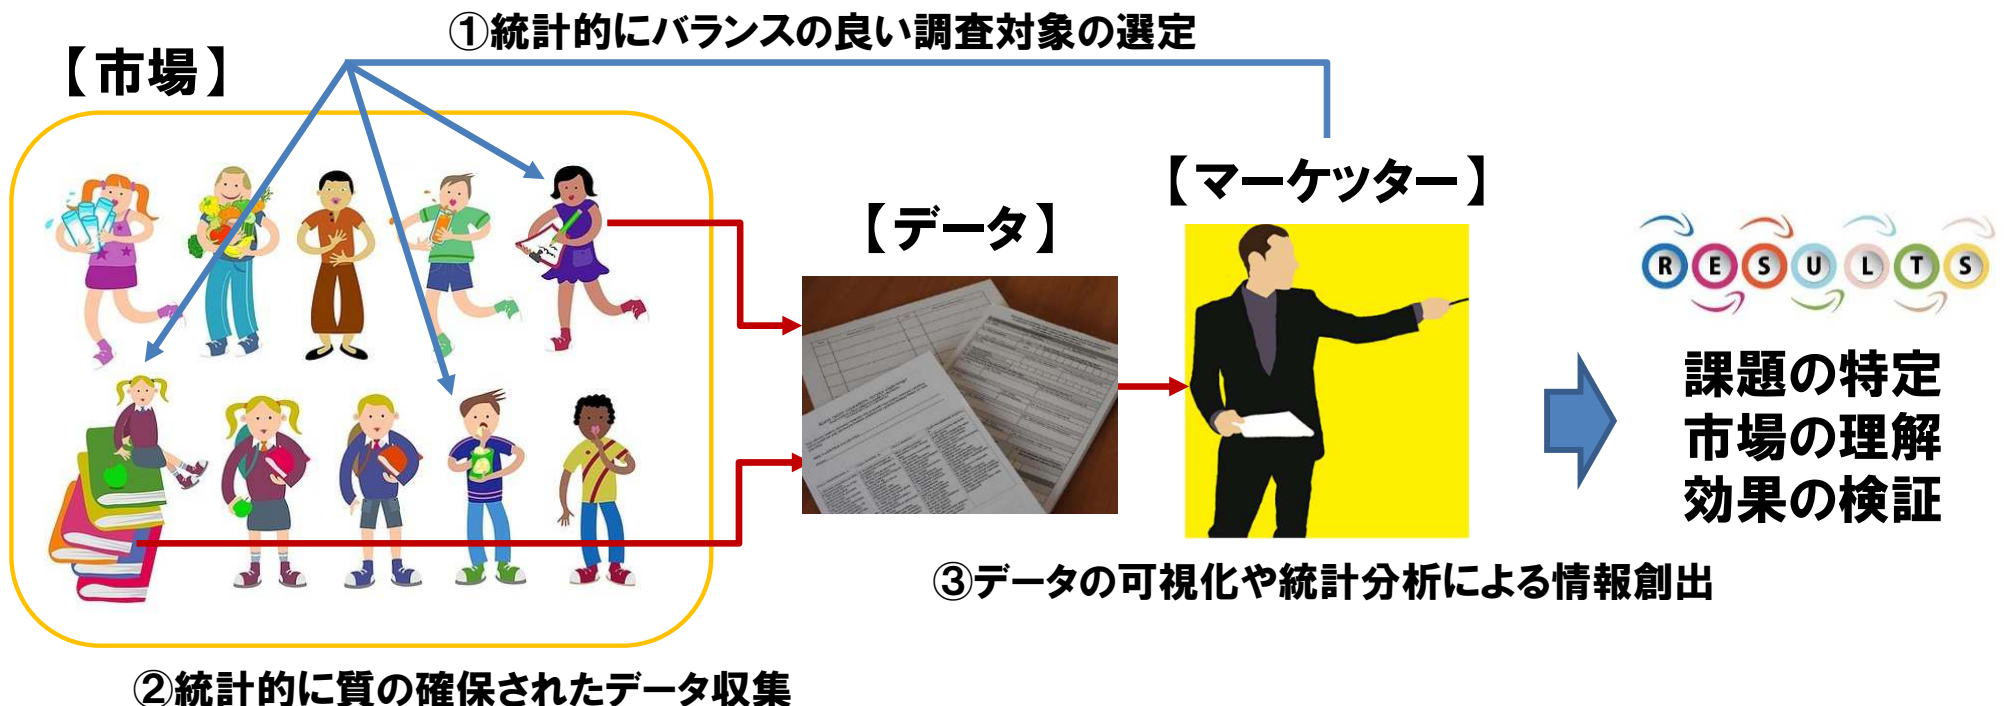 ①統計的にバランスの良い調査対象の選定
【市場】
【データ】
【マーケッター】
RESULTS
課題の特定
市場の理解
効果の検証
③データの可視化や統計分析による情報創出
②統計的に質の確保されたデータ収集